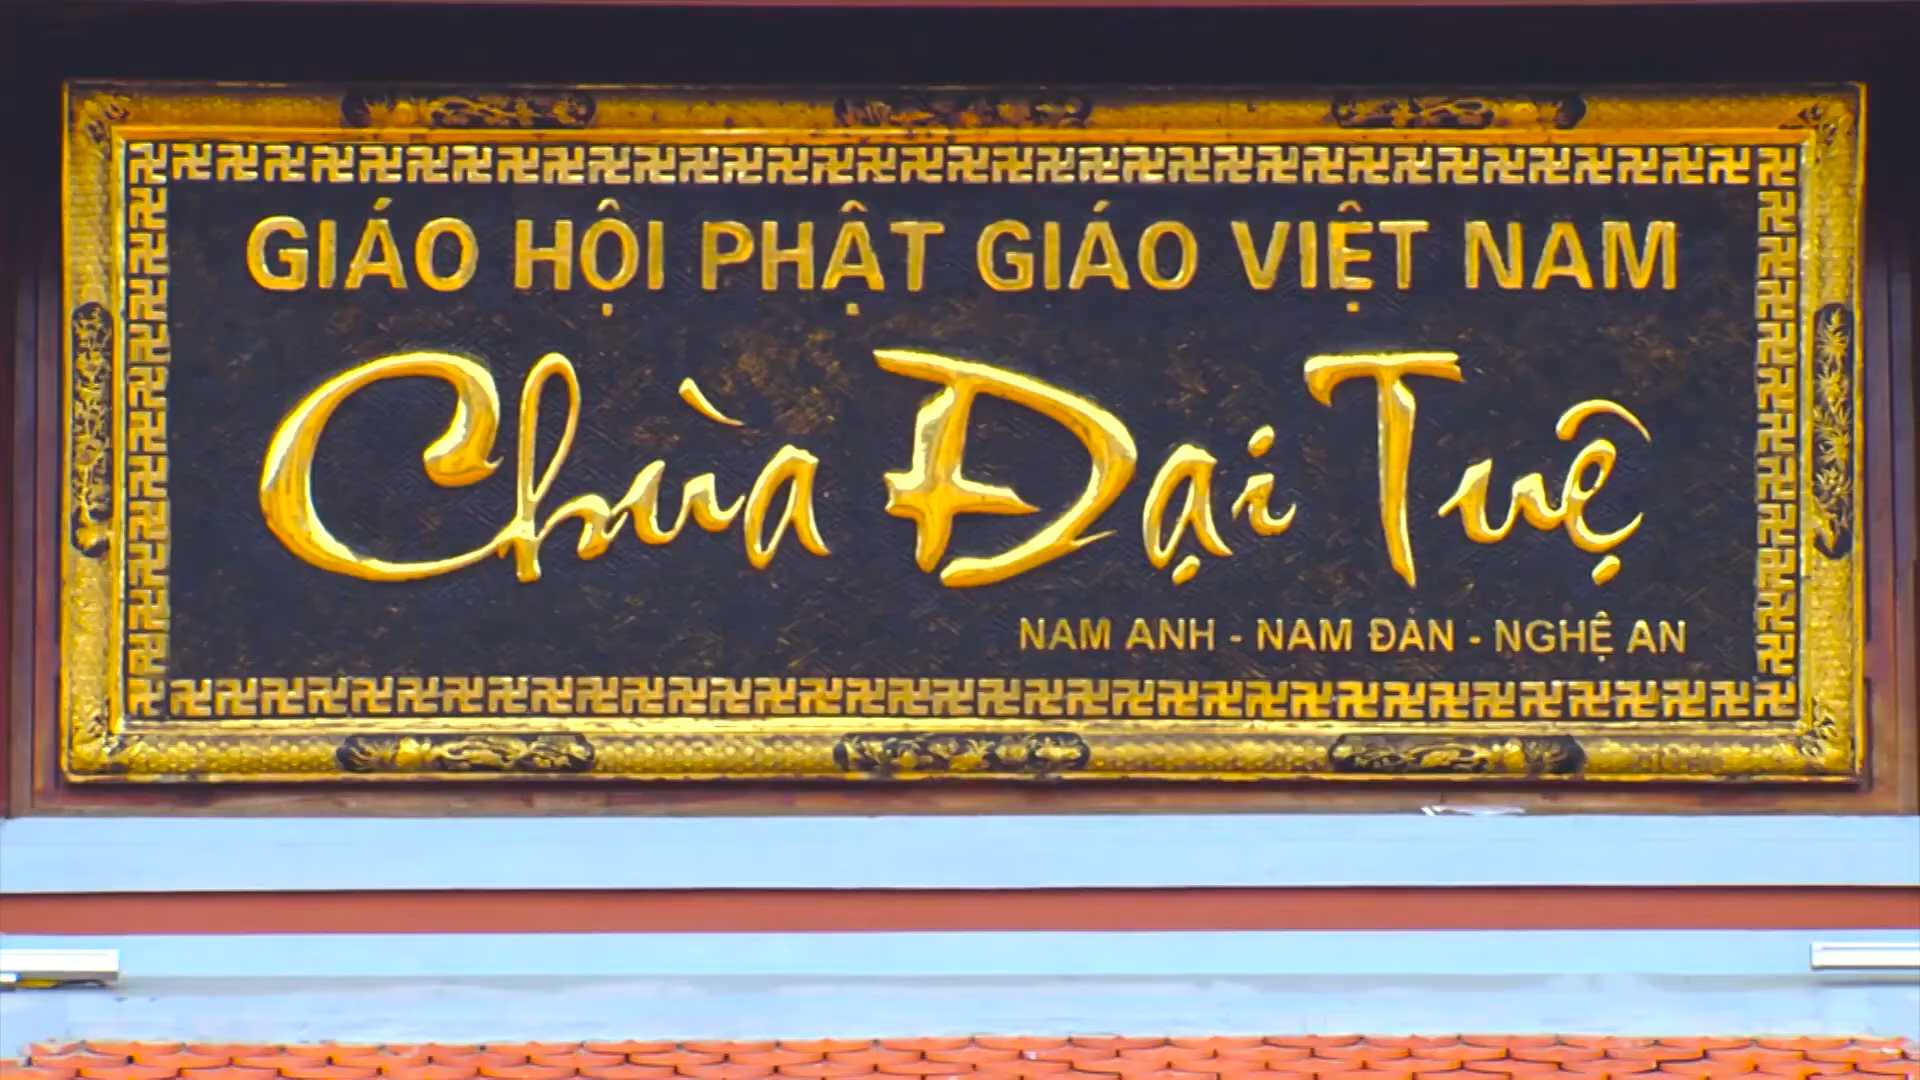 GIÁO HỘI PHẬT GIÁO VIỆT NAM
Chùa Đại Tuệ
NAM ANH - NAM ĐÀN - NGHỆ AN